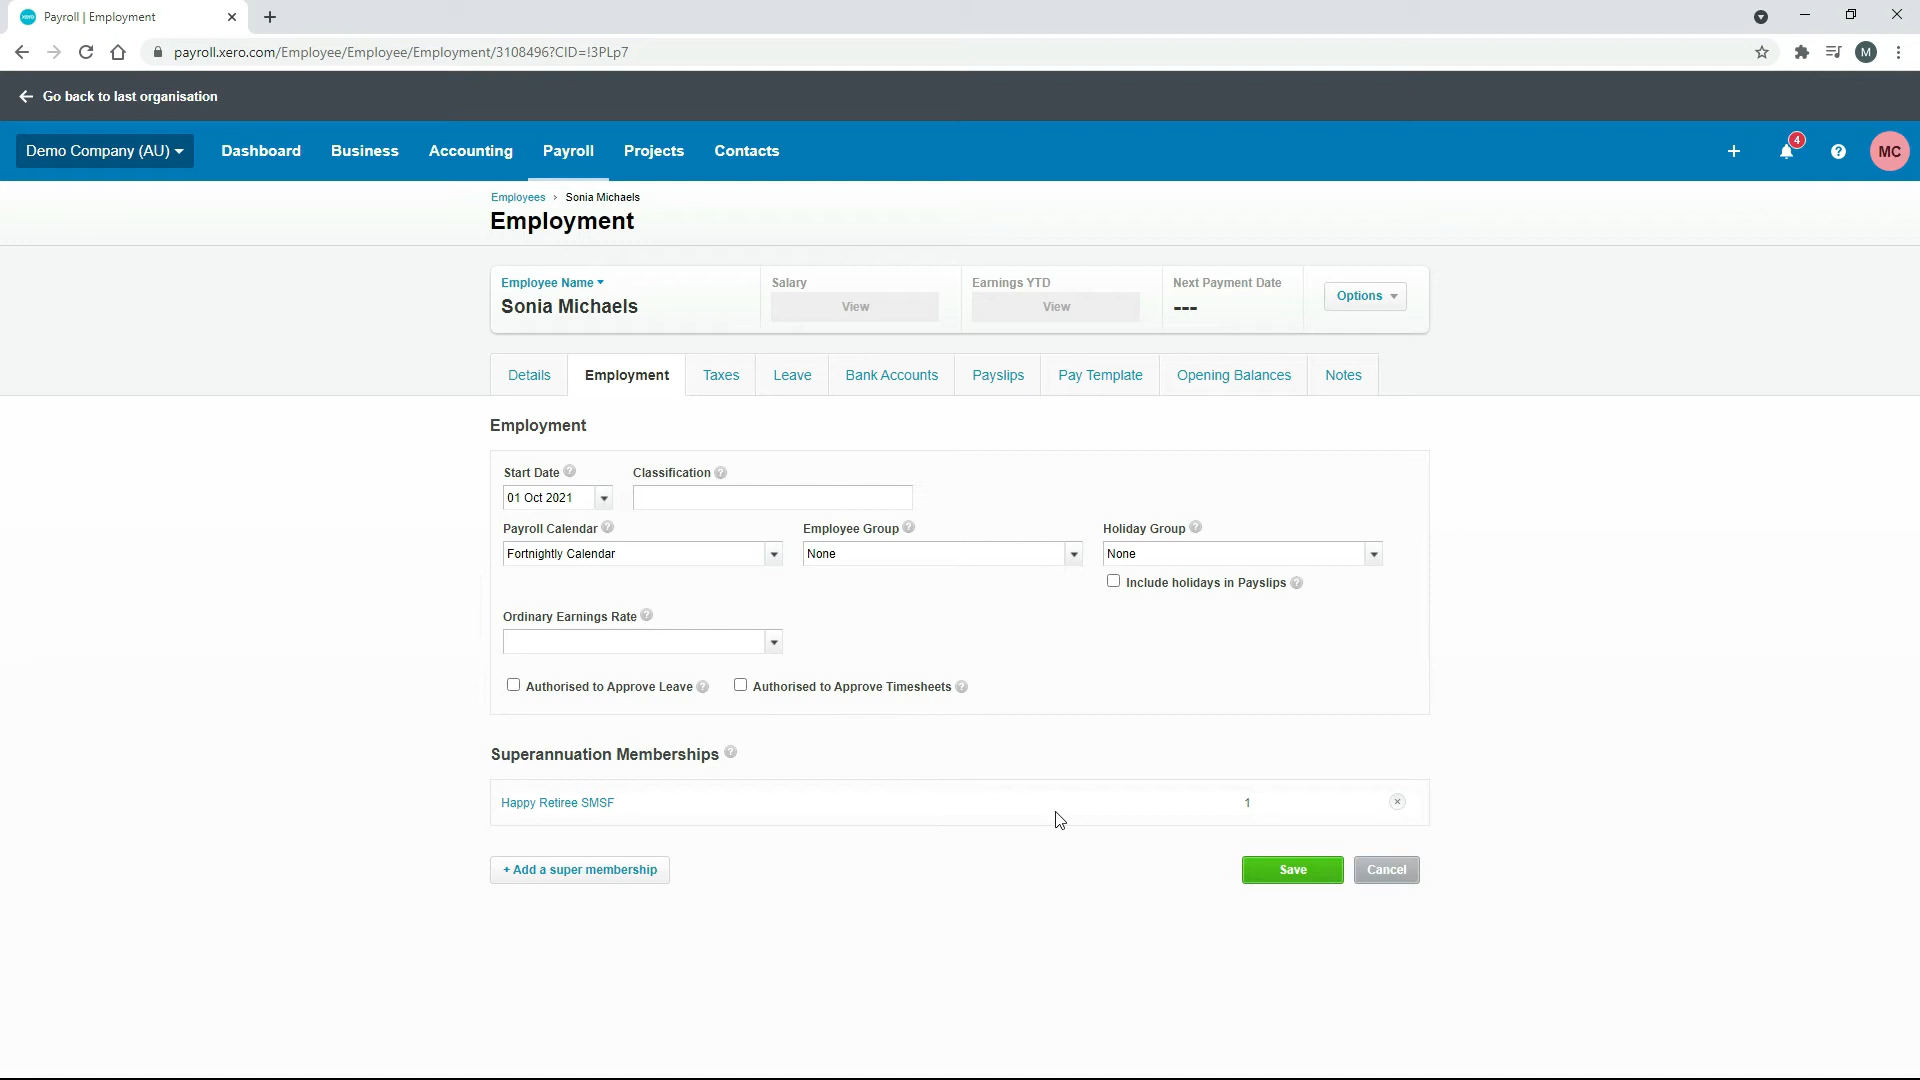 Payroll | Employment
payroll.xero.com/Employee/Employee/Employment/3108496?CID=!3PLp7
M
Go back to last organisation
Demo Company (AU) Dashboard Business Accounting Payroll Projects Contacts 4 MC
Employees › Sonia Michaels
Employment
Employee Name Salary Earnings YTD Next Payment Date
Sonia Michaels View View --- Options
Details Employment Taxes Leave Bank Accounts Payslips Pay Template Opening Balances Notes
Employment
Start Date Classification
01 Oct 2021
Payroll Calendar Employee Group Holiday Group
Fortnightly Calendar None None
Include holidays in Payslips
Ordinary Earnings Rate
Authorised to Approve Leave Authorised to Approve Timesheets
Superannuation Memberships
Happy Retiree SMSF 1
+ Add a super membership Save Cancel